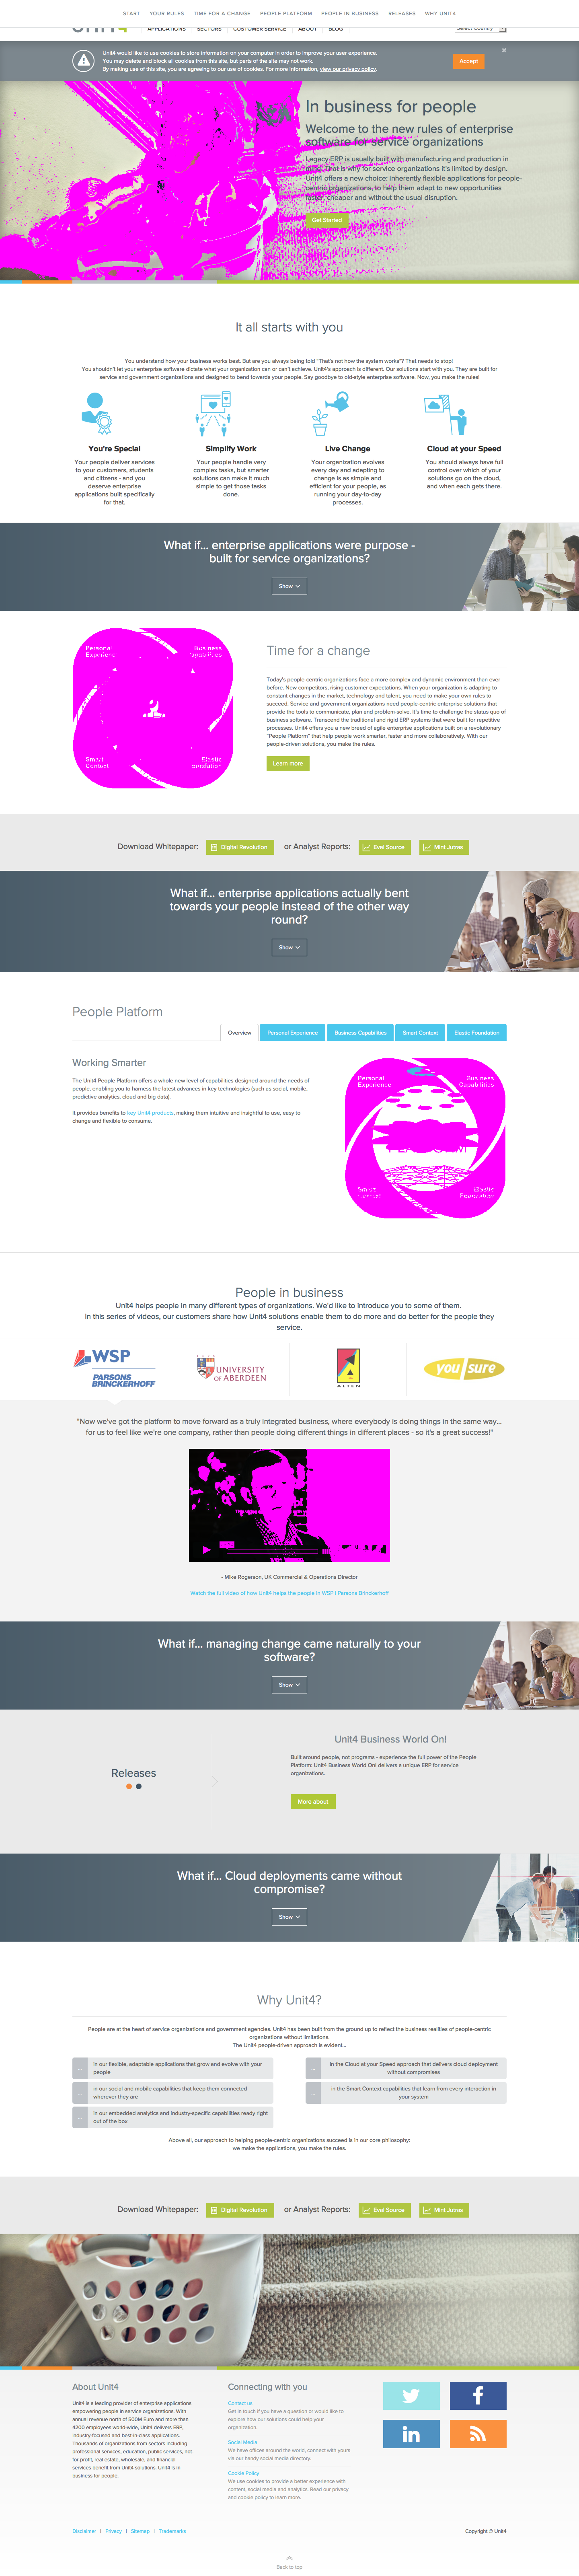 START YOUR RULES TIME FOR A CHANGE PEOPLE PLATFORM PEOPLE IN BUSINESS RELEASES WHY UNIT4
APPLICATIONS SECTORS CUSTOMER SERVICE ABOUT BLOG Select Country
Unit4 would like to use cookies to store information on your computer in order to improve your user experience.
You may delete and block all cookies from this site, but parts of the site may not work.
By making use of this site, you are agreeing to our use of cookies. For more information, view our privacy policy.
Accept
In business for people
Welcome to the new rules of enterprise
software for service organizations
Legacy ERP is usually built with manufacturing and production in
why for service organizations it's limited by design.
Unit4 offers a new choice: inherently flexible applications for people-
centric organizations, to help them adapt to new opportunities
cheaper and without the usual disruption.
Get Started
It all starts with you
You understand how your business works best. But are you always being told "That's not how the system works"? That needs to stop!
You shouldn't let your enterprise software dictate what your organization can or can't achieve. Unit4's approach is different. Our solutions start with you. They are built for
service and government organizations and designed to bend towards your people. Say goodbye to old-style enterprise software. Now, you make the rules!
You're Special
Your people deliver services
to your customers, students
and citizens - and you
deserve enterprise
applications built specifically
for that.
Simplify Work
Your people handle very
complex tasks, but smarter
solutions can make it much
simple to get those tasks
done.
Live Change
Your organization evolves
every day and adapting to
change is as simple and
efficient for your people, as
running your day-to-day
processes.
Cloud at your Speed
You should always have full
control over which of your
solutions go on the cloud,
and when each gets there.
What if... enterprise applications were purpose -
built for service organizations?
Show
Personal
Experience
Business
Capabilities
Smart
Context
Elastic
Foundation
Time for a change
Today's people-centric organizations face a more complex and dynamic environment than ever
before. New competitors, rising customer expectations. When your organization is adapting to
constant changes in the market, technology and talent, you need to make your own rules to
succeed. Service and government organizations need people-centric enterprise solutions that
provide the tools to communicate, plan and problem-solve. It's time to challenge the status quo of
business software. Transcend the traditional and rigid ERP systems that were built for repetitive
processes. Unit4 offers you a new breed of agile enterprise applications built on a revolutionary
"People Platform" that help people work smarter, faster and more collaboratively. With our
people-driven solutions, you make the rules.
Learn more
Download Whitepaper: Digital Revolution or Analyst Reports: Eval Source Mint Jutras
What if... enterprise applications actually bent
towards your people instead of the other way
round?
Show
People Platform
Overview Personal Experience Business Capabilities Smart Context Elastic Foundation
Working Smarter
The Unit4 People Platform offers a whole new level of capabilities designed around the needs of
people, enabling you to harness the latest advances in key technologies (such as social, mobile,
predictive analytics, cloud and big data).
It provides benefits to key Unit4 products, making them intuitive and insightful to use, easy to
change and flexible to consume.
Personal
Experience
Business
Capabilities
Smart
Context
Elastic
Foundation
People in business
Unit4 helps people in many different types of organizations. We'd like to introduce you to some of them.
In this series of videos, our customers share how Unit4 solutions enable them to do more and do better for the people they
service.
WSP
PARSONS
BRINCKERHOFF
UNIVERSITY
OF ABERDEEN
ALTEN
you sure
"Now we've got the platform to move forward as a truly integrated business, where everybody is doing things in the same way...
for us to feel like we're one company, rather than people doing different things in different places - so it's a great success!"
- Mike Rogerson, UK Commercial & Operations Director
Watch the full video of how Unit4 helps the people in WSP | Parsons Brinckerhoff
What if... managing change came naturally to your
software?
Show
Releases
Unit4 Business World On!
Built around people, not programs - experience the full power of the People
Platform: Unit4 Business World On! delivers a unique ERP for service
organizations.
More about
What if... Cloud deployments came without
compromise?
Show
Why Unit4?
People are at the heart of service organizations and government agencies. Unit4 has been built from the ground up to reflect the business realities of people-centric
organizations without limitations.
The Unit4 people-driven approach is evident...
... in our flexible, adaptable applications that grow and evolve with your
people
... in the Cloud at your Speed approach that delivers cloud deployment
without compromises
... in our social and mobile capabilities that keep them connected
wherever they are
... in the Smart Context capabilities that learn from every interaction in
your system
... in our embedded analytics and industry-specific capabilities ready right
out of the box
Above all, our approach to helping people-centric organizations succeed is in our core philosophy:
we make the applications, you make the rules.
Download Whitepaper: Digital Revolution or Analyst Reports: Eval Source Mint Jutras
About Unit4
Unit4 is a leading provider of enterprise applications
empowering people in service organizations. With
annual revenue north of 500M Euro and more than
4200 employees world-wide, Unit4 delivers ERP,
industry-focused and best-in-class applications.
Thousands of organizations from sectors including
professional services, education, public services, not-
for-profit, real estate, wholesale, and financial
services benefit from Unit4 solutions. Unit4 is in
business for people.
Connecting with you
Contact us
Get in touch if you have a question or would like to
explore how our solutions could help your
organization.
Social Media
We have offices around the world, connect with yours
via our handy social media directory.
Cookie Policy
We use cookies to provide a better experience with
content, social media and analytics. Read our privacy
and cookie policy to learn more.
Disclaimer | Privacy | Sitemap | Trademarks
Copyright © Unit4
Back to top